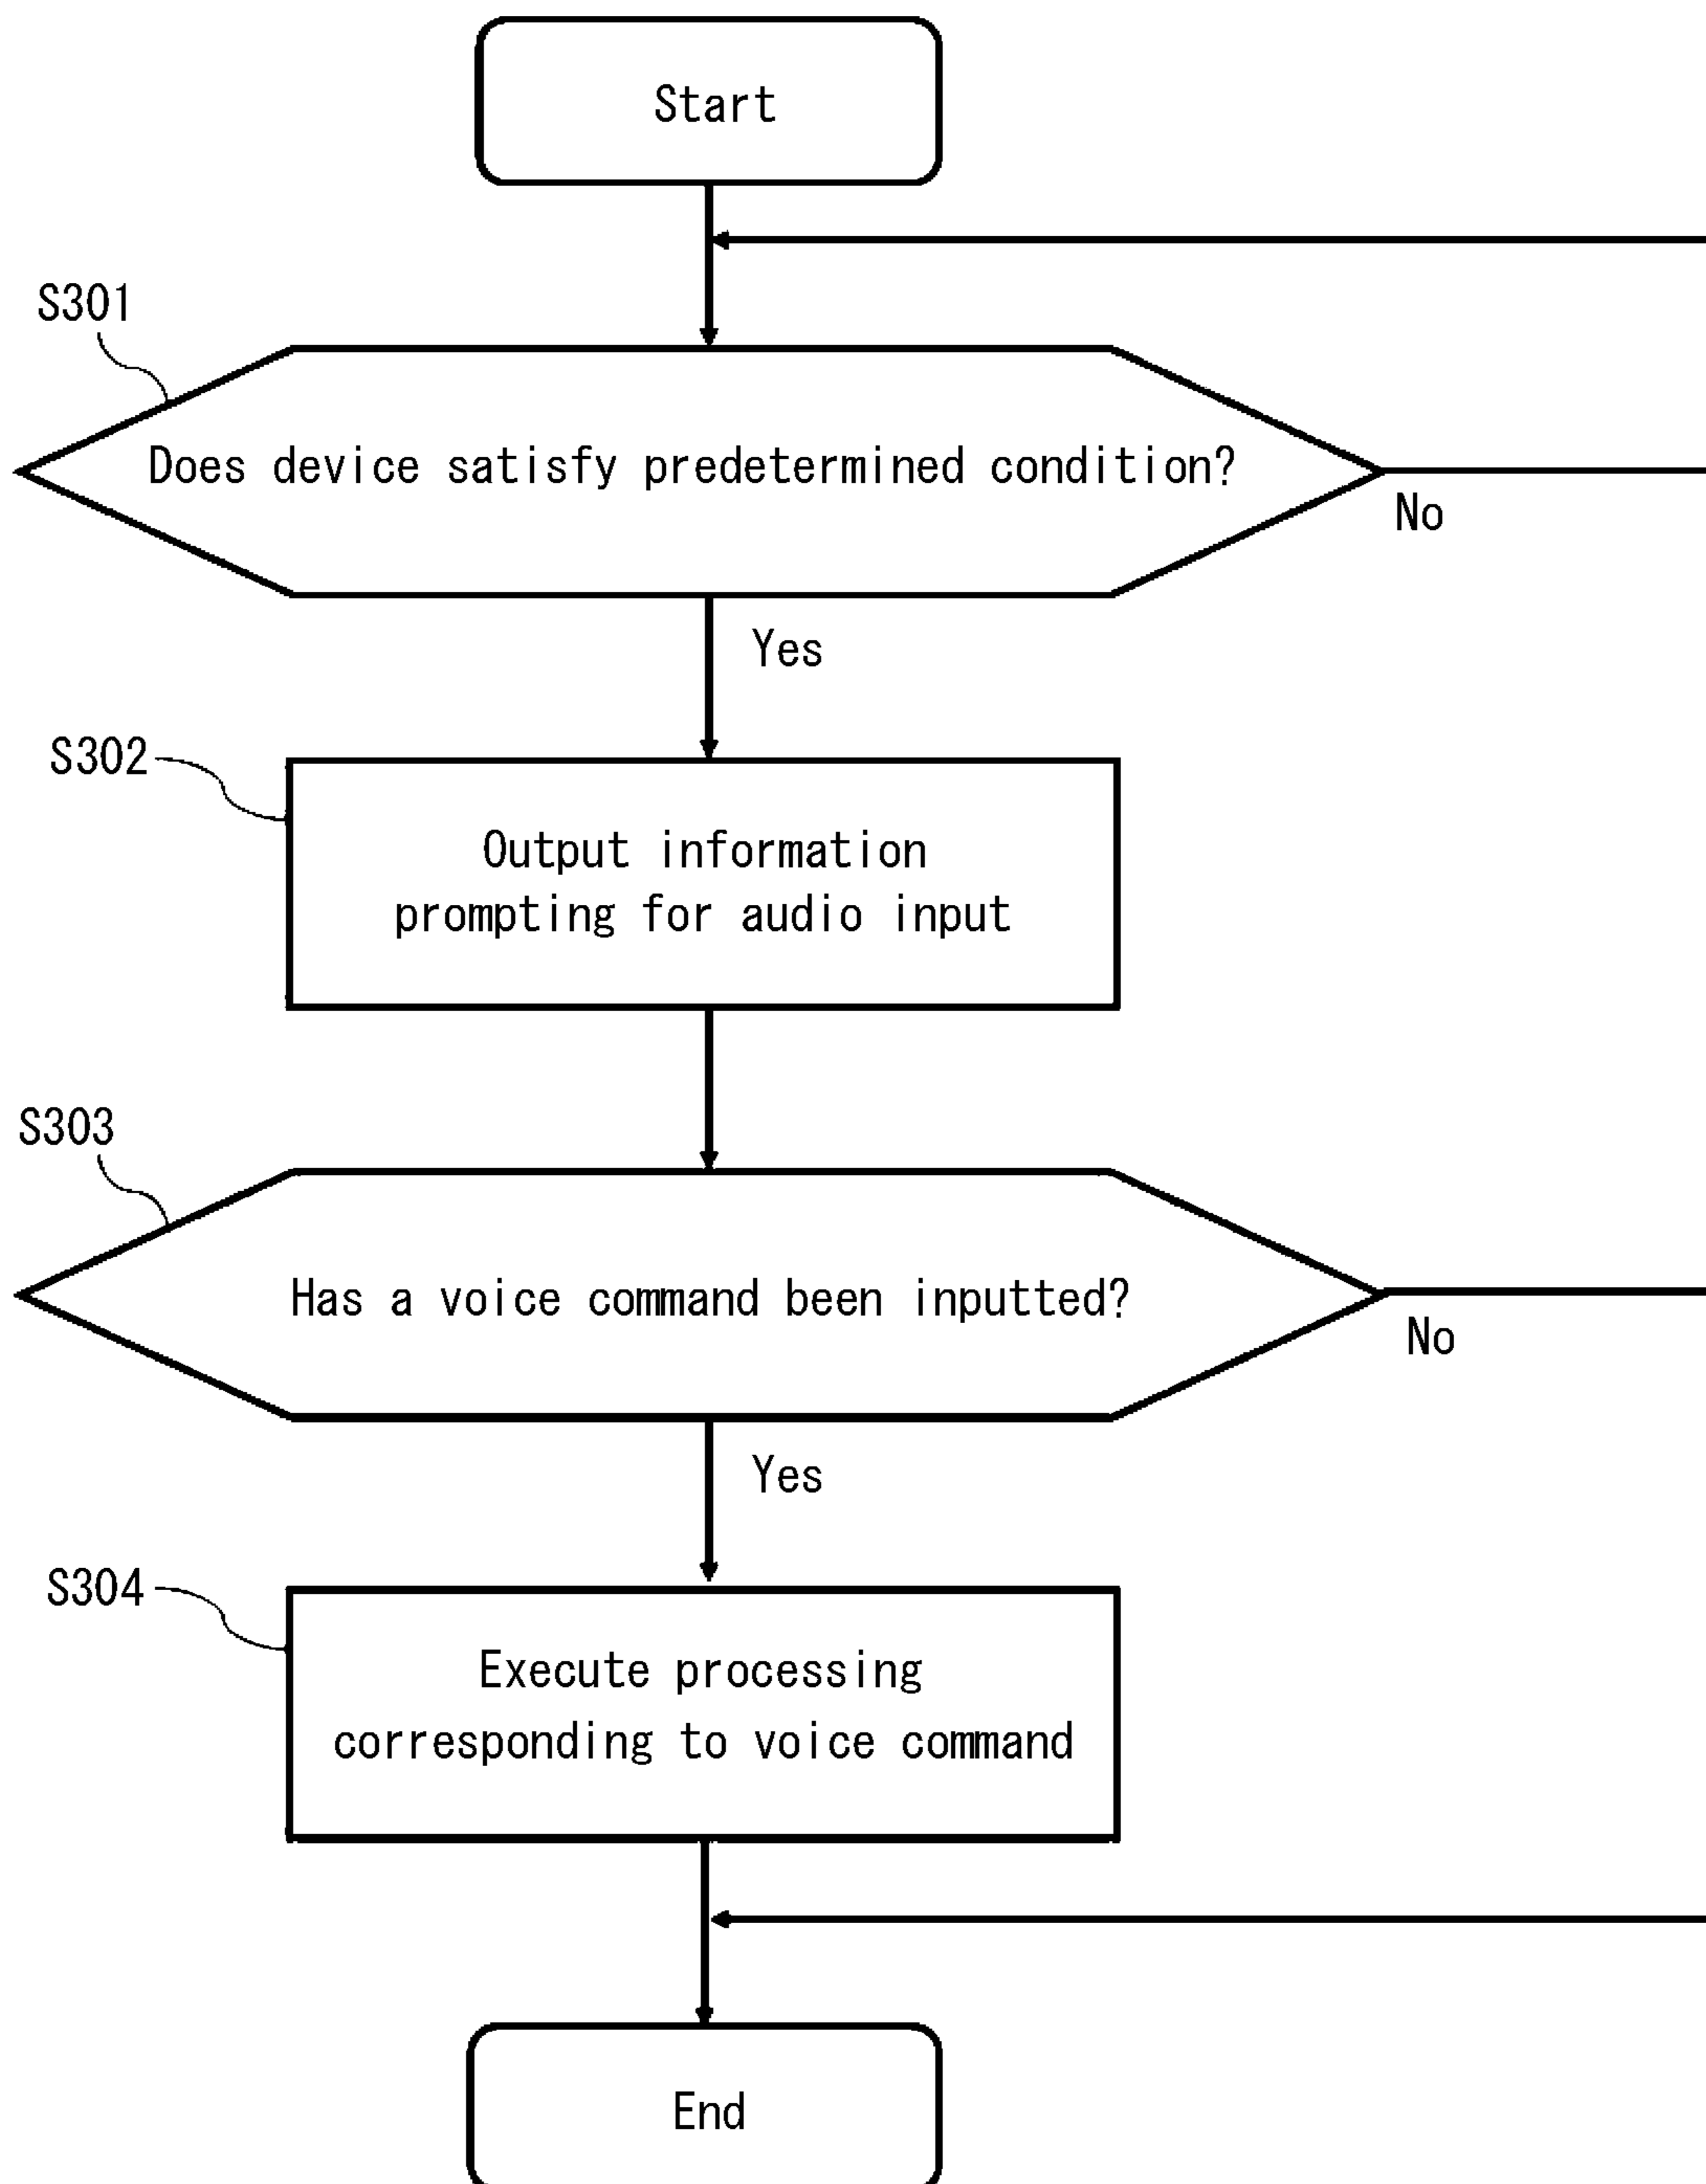 Start
S301
Does device satisfy predetermined condition?
No
Yes
S302
Output information
prompting for audio input
S303
Has a voice command been inputted?
No
Yes
S304
Execute processing
corresponding to voice command
End